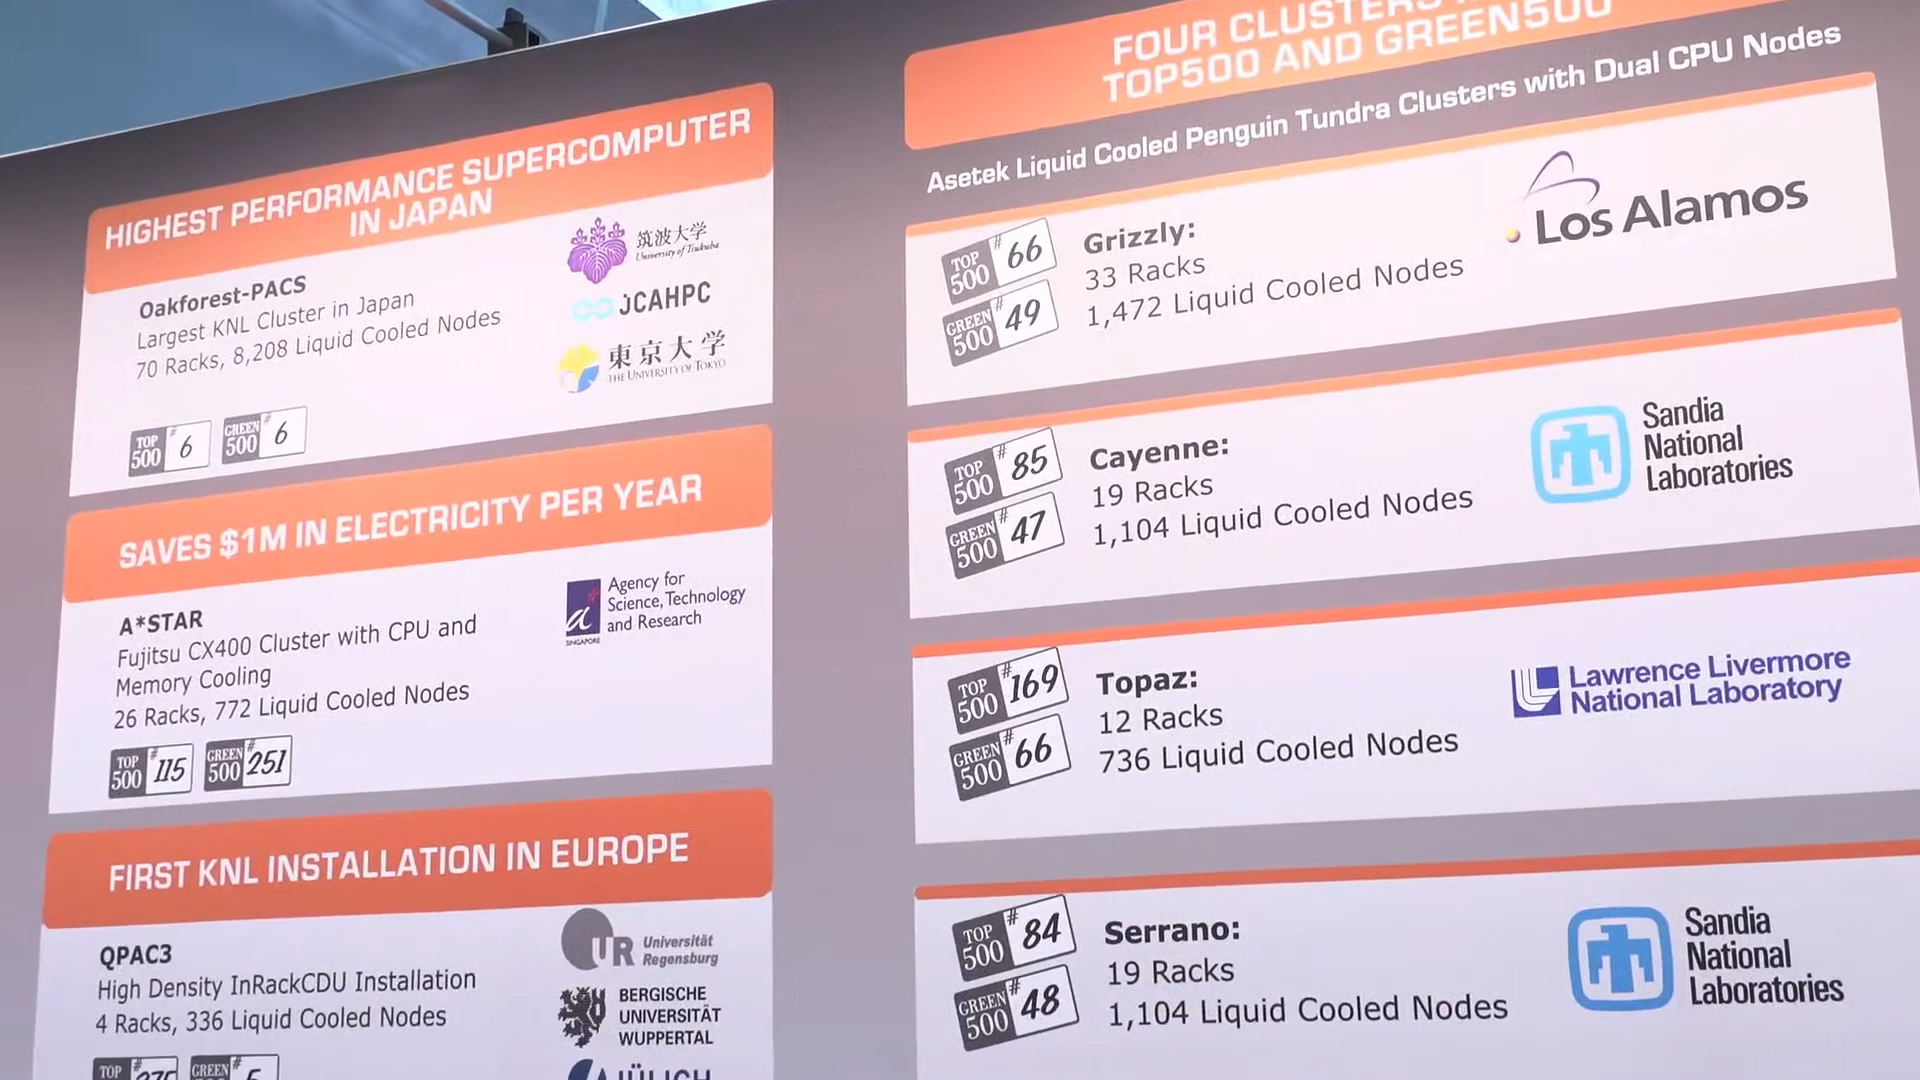 HIGHEST PERFORMANCE SUPERCOMPUTER
IN JAPAN
Oakforest-PACS
Largest KNL Cluster in Japan
70 Racks, 8,208 Liquid Cooled Nodes
筑波大学
University of Tsukuba
JCAHPC
東京大学
THE UNIVERSITY OF TOKYO
TOP 500 #6
GREEN 500 #6
SAVES $1M IN ELECTRICITY PER YEAR
A*STAR
Fujitsu CX400 Cluster with CPU and
Memory Cooling
26 Racks, 772 Liquid Cooled Nodes
Agency for
Science, Technology
and Research
SINGAPORE
TOP 500 #115
GREEN 500 #251
FIRST KNL INSTALLATION IN EUROPE
QPAC3
High Density InRackCDU Installation
4 Racks, 336 Liquid Cooled Nodes
UR Universität
Regensburg
BERGISCHE
UNIVERSITÄT
WUPPERTAL
JÜLICH
TOP
GREEN
FOUR CLUSTERS
TOP500 AND GREEN500
Asetek Liquid Cooled Penguin Tundra Clusters with Dual CPU Nodes
TOP 500 #66
GREEN 500 #49
Grizzly:
33 Racks
1,472 Liquid Cooled Nodes
Los Alamos
TOP 500 #85
GREEN 500 #47
Cayenne:
19 Racks
1,104 Liquid Cooled Nodes
Sandia
National
Laboratories
TOP 500 #169
GREEN 500 #66
Topaz:
12 Racks
736 Liquid Cooled Nodes
Lawrence Livermore
National Laboratory
TOP 500 #84
GREEN 500 #48
Serrano:
19 Racks
1,104 Liquid Cooled Nodes
Sandia
National
Laboratories